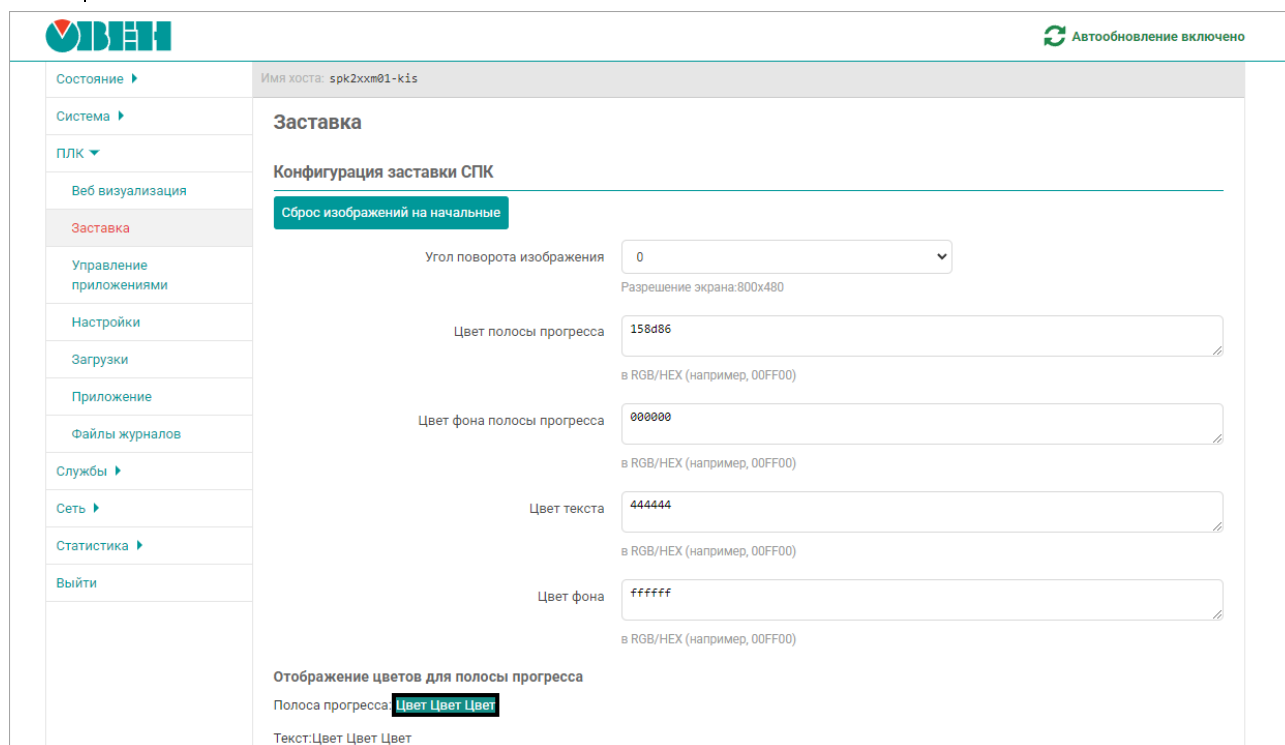 ОВЕН
Автообновление включено
Состояние
Имя хоста: spk2xxm01-kis
Система
Заставка
ПЛК
Конфигурация заставки СПК
Веб визуализация
Сброс изображений на начальные
Заставка
Угол поворота изображения 0
Управление
приложениями
Разрешение экрана:800x480
Настройки
Цвет полосы прогресса 158d86
Загрузки
в RGB/HEX (например, 00FF00)
Приложение
Цвет фона полосы прогресса 000000
Файлы журналов
в RGB/HEX (например, 00FF00)
Службы
Сеть
Цвет текста 444444
Статистика
в RGB/HEX (например, 00FF00)
Выйти
Цвет фона ffffff
в RGB/HEX (например, 00FF00)
Отображение цветов для полосы прогресса
Полоса прогресса: Цвет Цвет Цвет
Текст:Цвет Цвет Цвет